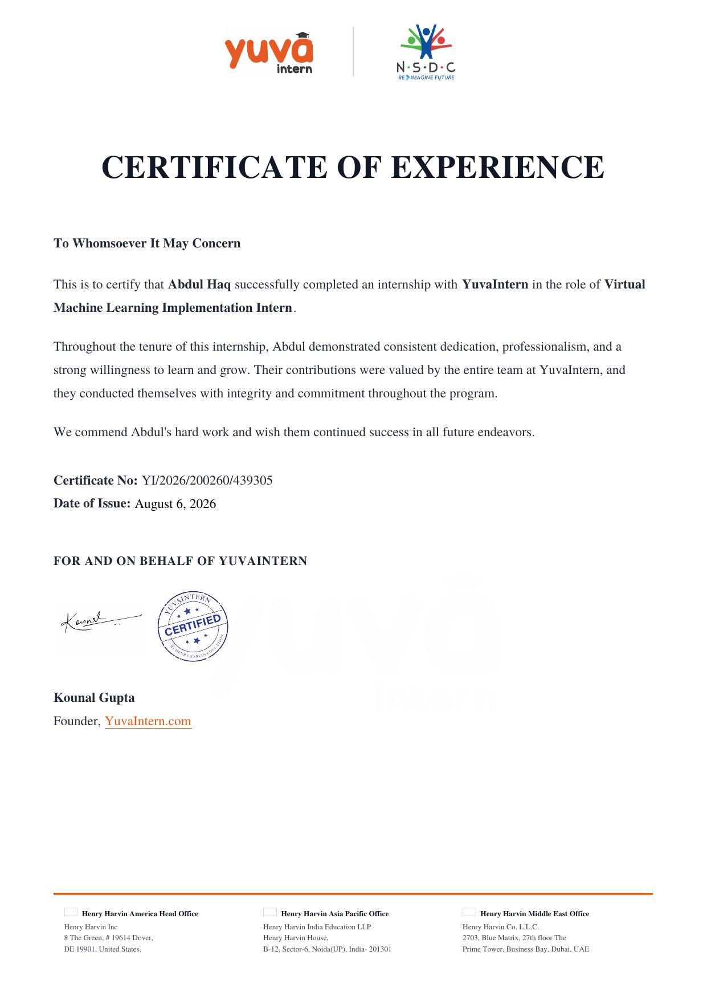 yuva
intern
N·S·D·C
RE IMAGINE FUTURE
CERTIFICATE OF EXPERIENCE
To Whomsoever It May Concern
This is to certify that Abdul Haq successfully completed an internship with YuvaIntern in the role of Virtual
Machine Learning Implementation Intern.
Throughout the tenure of this internship, Abdul demonstrated consistent dedication, professionalism, and a
strong willingness to learn and grow. Their contributions were valued by the entire team at YuvaIntern, and
they conducted themselves with integrity and commitment throughout the program.
We commend Abdul's hard work and wish them continued success in all future endeavors.
Certificate No: YI/2026/200260/439305
Date of Issue: August 6, 2026
FOR AND ON BEHALF OF YUVAINTERN
Kounal
YUVAINTERN
CERTIFIED
BY HENRY HARVIN EDUCATION
Kounal Gupta
Founder, YuvaIntern.com
Henry Harvin America Head Office
Henry Harvin Inc
8 The Green, # 19614 Dover,
DE 19901, United States.
Henry Harvin Asia Pacific Office
Henry Harvin India Education LLP
Henry Harvin House,
B-12, Sector-6, Noida(UP), India- 201301
Henry Harvin Middle East Office
Henry Harvin Co. L.L.C.
2703, Blue Matrix, 27th floor The
Prime Tower, Business Bay, Dubai, UAE